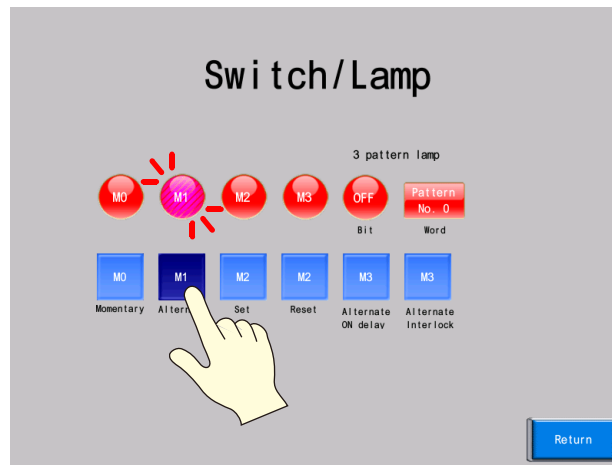 Switch/Lamp
3 pattern lamp
M0 M1 M2 M3 OFF Pattern
No. 0
Bit Word
M0 M1 M2 M2 M3 M3
Momentary Altern Set Reset Alternate Alternate
ON delay Interlock
Return